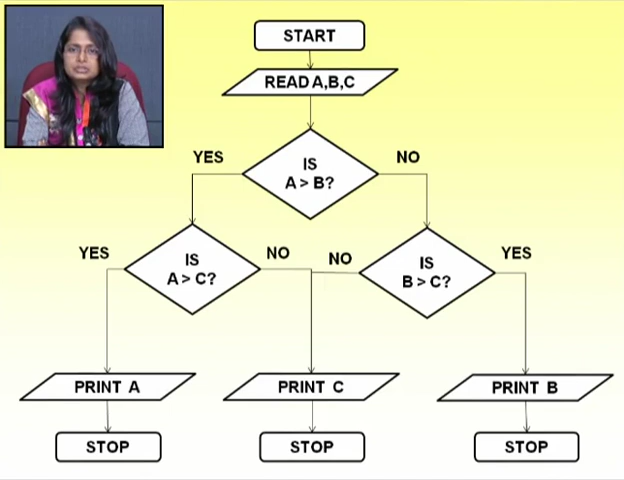 START
READ A,B,C
YES
IS
A > B?
NO
YES
IS
A > C?
NO
NO
IS
B > C?
YES
PRINT A
PRINT C
PRINT B
STOP
STOP
STOP